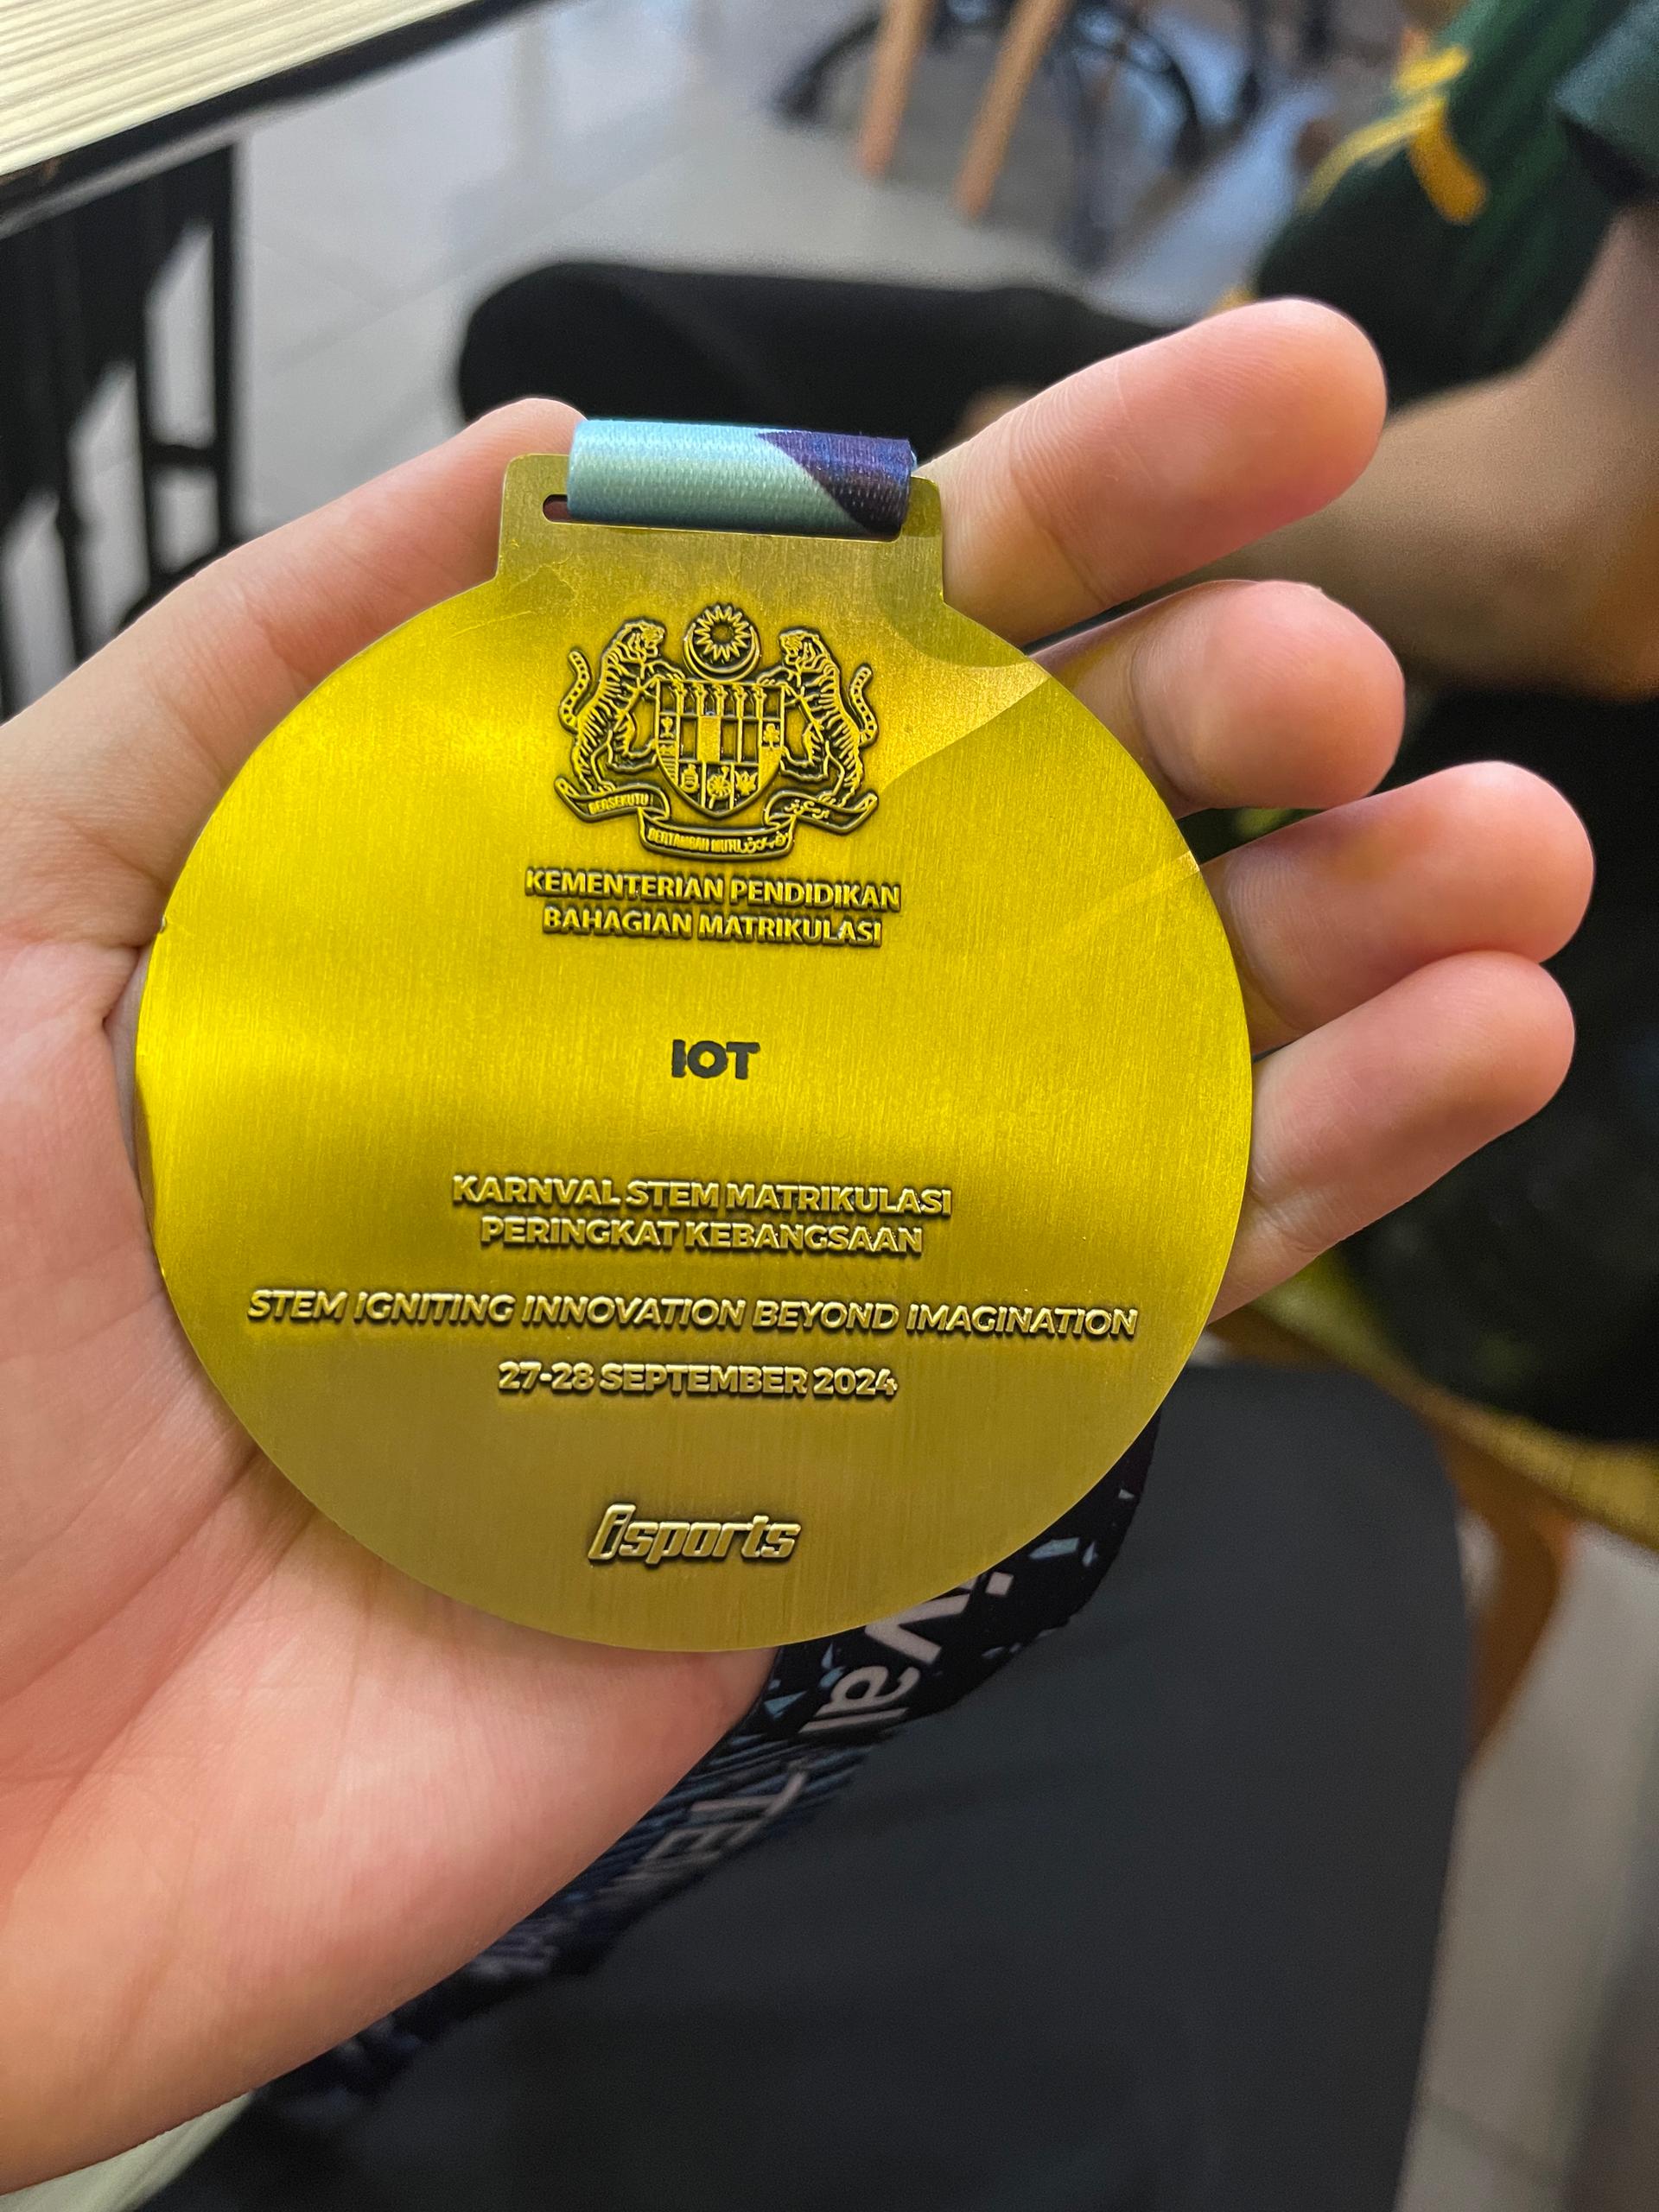 BERSEKUTU
BERTAMBAH MUTU
KEMENTERIAN PENDIDIKAN
BAHAGIAN MATRIKULASI
IOT
KARNVAL STEM MATRIKULASI
PERINGKAT KEBANGSAAN
STEM IGNITING INNOVATION BEYOND IMAGINATION
27-28 SEPTEMBER 2024
isports